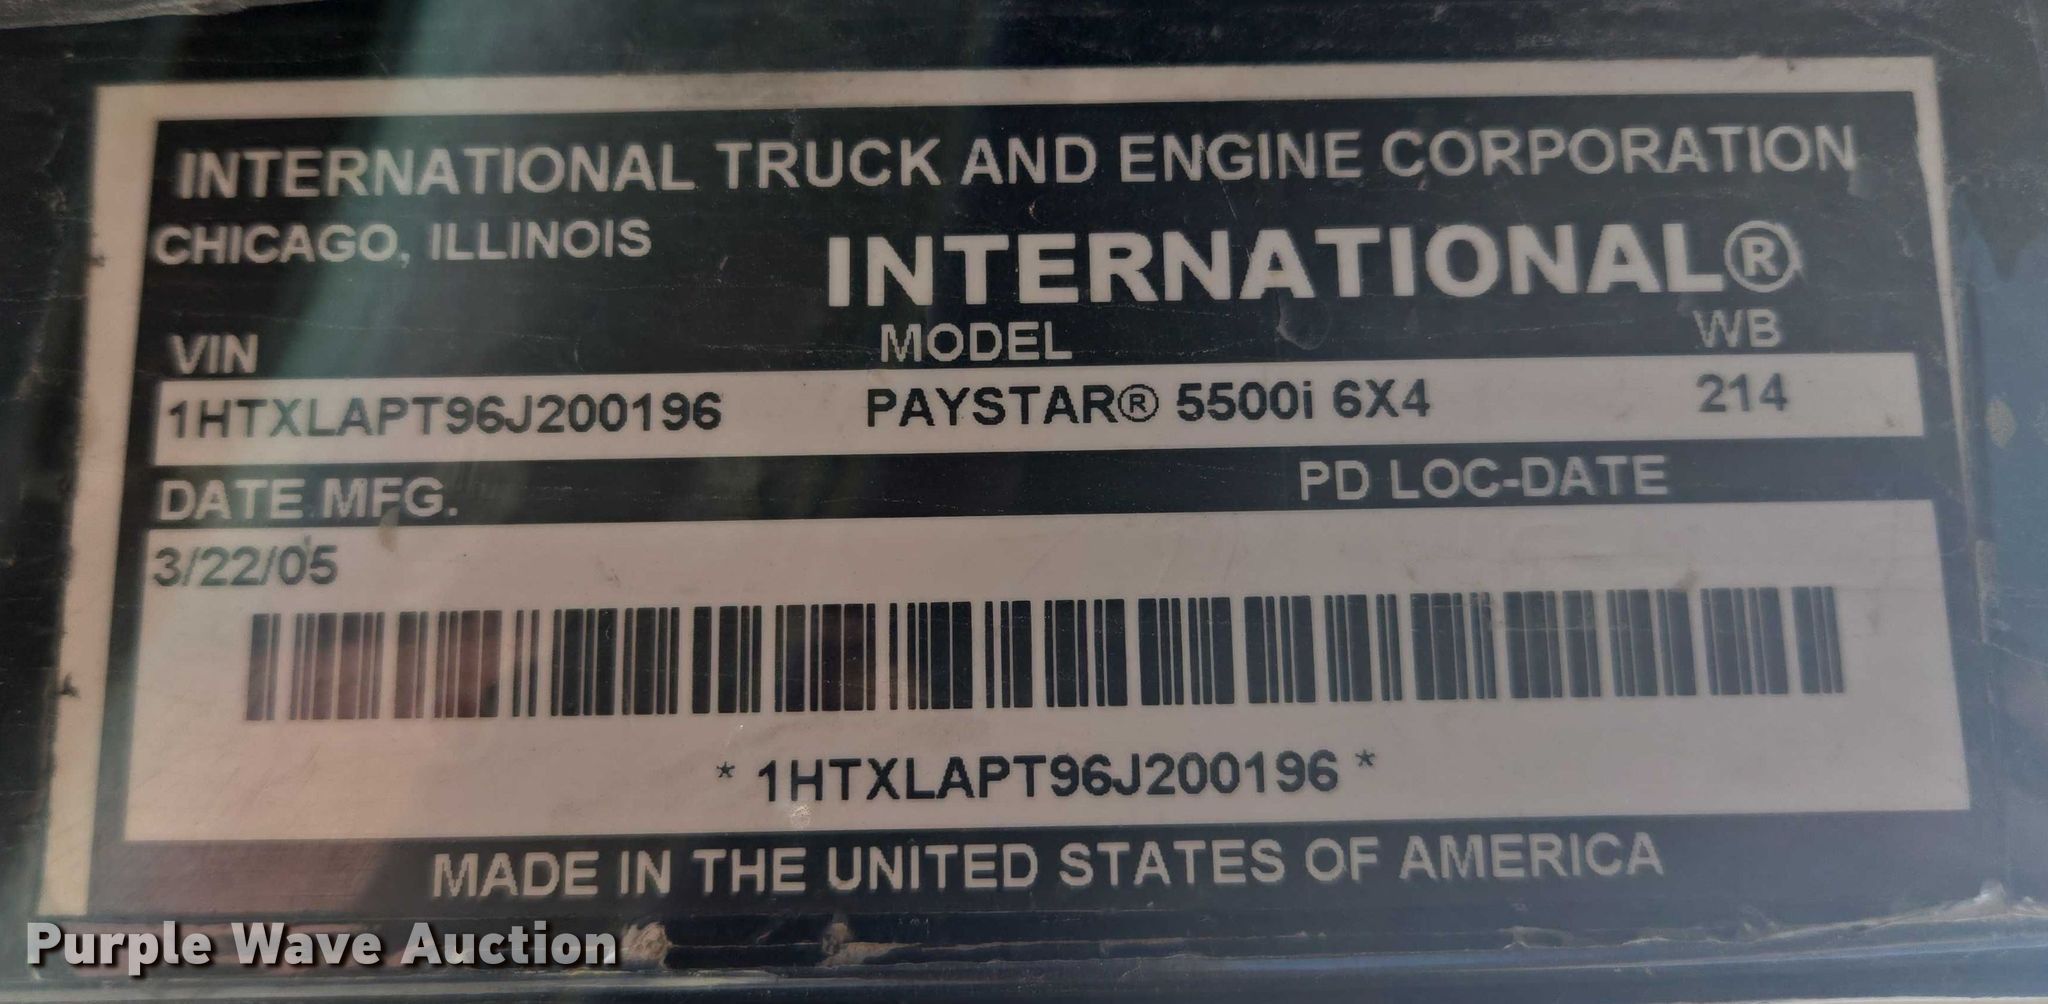 INTERNATIONAL TRUCK AND ENGINE CORPORATION
CHICAGO, ILLINOIS
INTERNATIONAL®
VIN MODEL WB
1HTXLAPT96J200196 PAYSTAR® 5500i 6X4 214
DATE MFG. PD LOC-DATE
3/22/05
* 1HTXLAPT96J200196 *
MADE IN THE UNITED STATES OF AMERICA
Purple Wave Auction